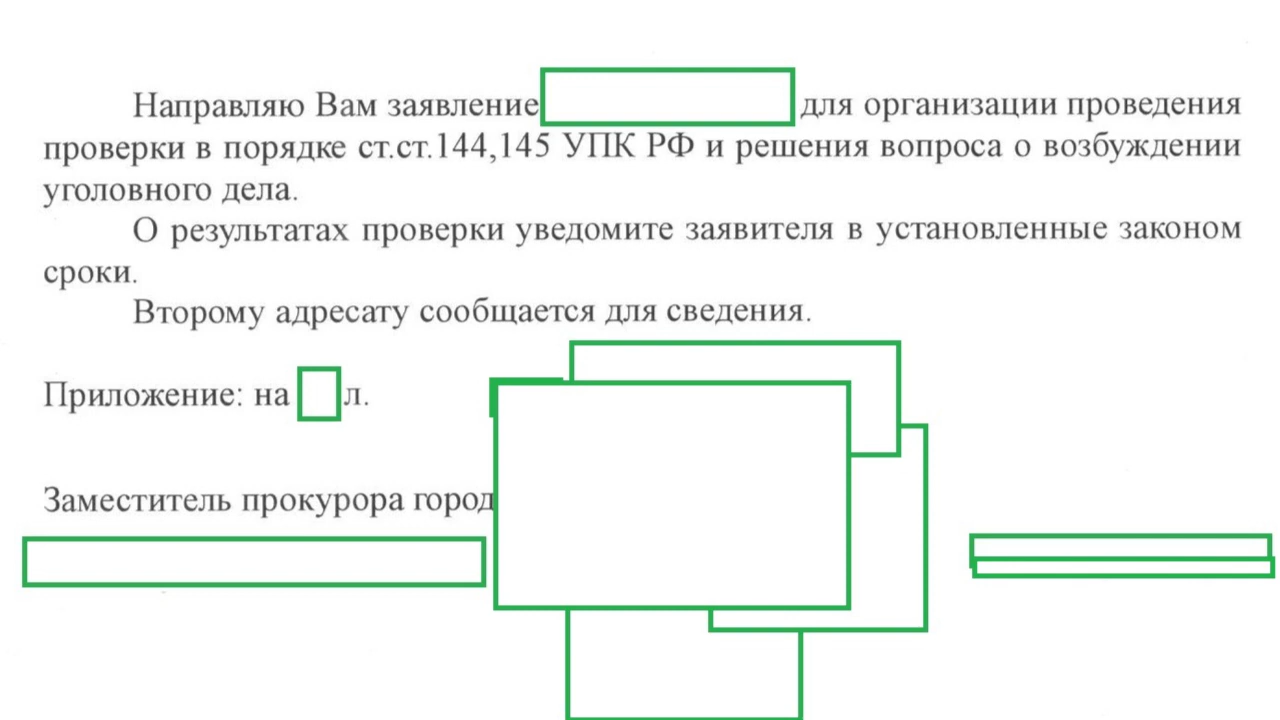 Направляю Вам заявление для организации проведения
проверки в порядке ст.ст.144,145 УПК РФ и решения вопроса о возбуждении
уголовного дела.
О результатах проверки уведомите заявителя в установленные законом
сроки.
Второму адресату сообщается для сведения.
Приложение: на л.
Заместитель прокурора город